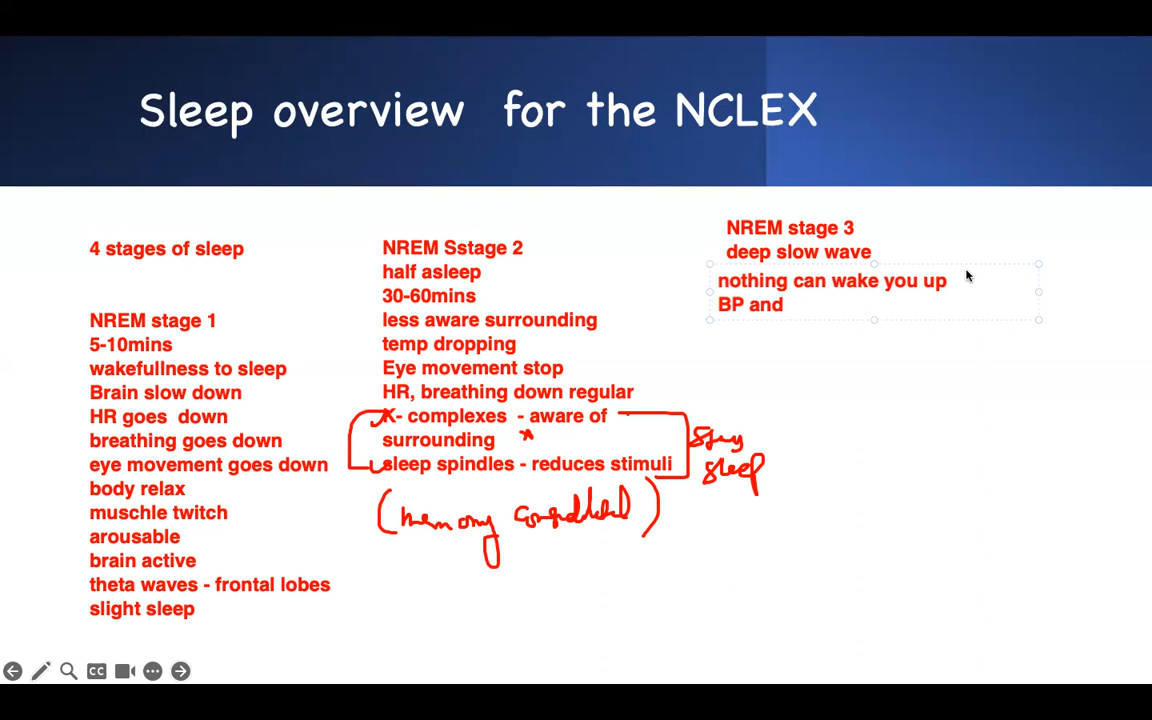 Sleep overview for the NCLEX
4 stages of sleep
NREM stage 1
5-10mins
wakefullness to sleep
Brain slow down
HR goes down
breathing goes down
eye movement goes down
body relax
muschle twitch
arousable
brain active
theta waves - frontal lobes
slight sleep
NREM Sstage 2
half asleep
30-60mins
less aware surrounding
temp dropping
Eye movement stop
HR, breathing down regular
K- complexes - aware of
surrounding
sleep spindles - reduces stimuli
(memory
Stay
sleep
NREM stage 3
deep slow wave
nothing can wake you up
BP and
CC